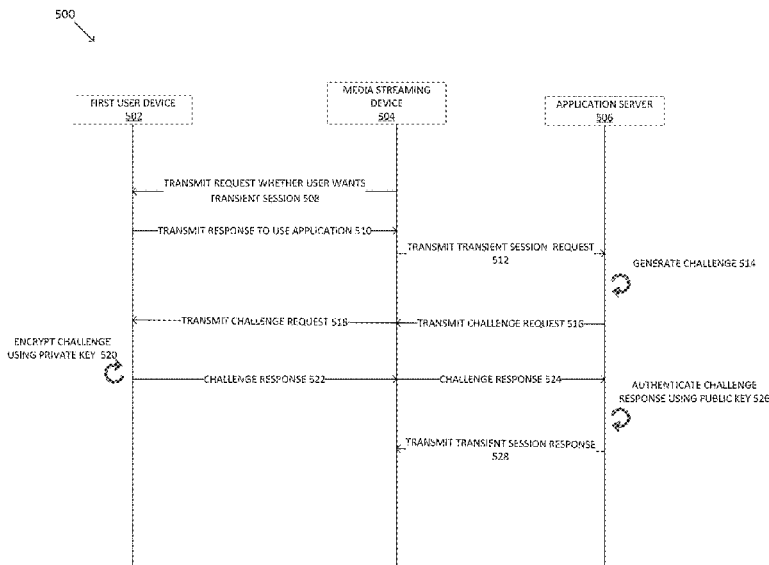 500
FIRST USER DEVICE
502
MEDIA STREAMING
DEVICE
504
APPLICATION SERVER
506
TRANSMIT REQUEST WHETHER USER WANTS
TRANSIENT SESSION 508
TRANSMIT RESPONSE TO USE APPLICATION 510
TRANSMIT TRANSIENT SESSION REQUEST
512
GENERATE CHALLENGE 514
TRANSMIT CHALLENGE REQUEST 518
TRANSMIT CHALLENGE REQUEST 516
ENCRYPT CHALLENGE
USING PRIVATE KEY 520
CHALLENGE RESPONSE 522
CHALLENGE RESPONSE 524
AUTHENTICATE CHALLENGE
RESPONSE USING PUBLIC KEY 526
TRANSMIT TRANSIENT SESSION RESPONSE
528